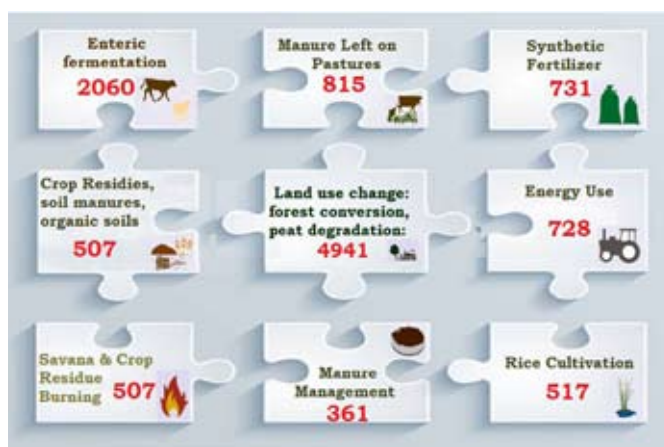 Enteric
fermentation
2060
Manure Left on
Pastures
815
Synthetic
Fertilizer
731
Crop Residies,
soil manures,
organic soils
507
Land use change:
forest conversion,
peat degradation:
4941
Energy Use
728
Savana & Crop
Residue
Burning 507
Manure
Management
361
Rice Cultivation
517